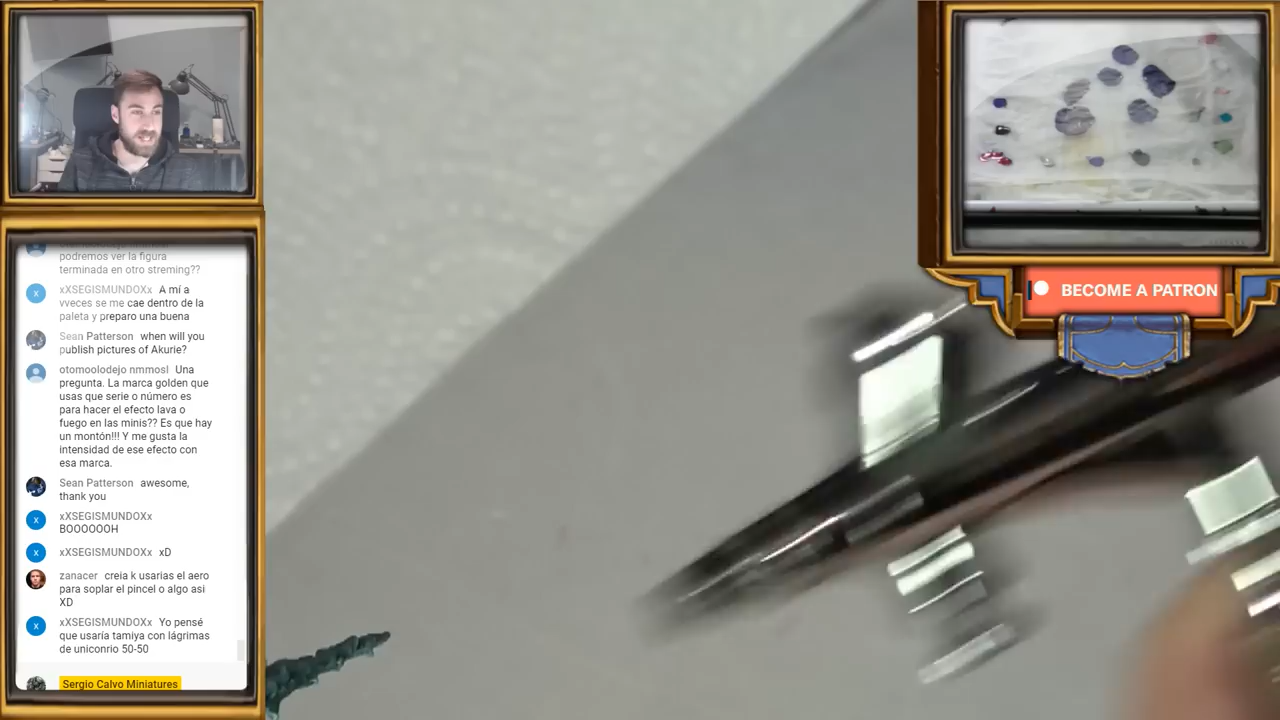 podremos ver la figura
terminada en otro streming??
xXSEGISMUNDOXx A mí a
vveces se me cae dentro de la
paleta y preparo una buena
Sean Patterson when will you
publish pictures of Akurie?
otomoolodejo nmmosl Una
pregunta. La marca golden que
usas que serie o número es
para hacer el efecto lava o
fuego en las minis?? Es que hay
un montón!!! Y me gusta la
intensidad de ese efecto con
esa marca.
Sean Patterson awesome,
thank you
xXSEGISMUNDOXx
BOOOOOOH
xXSEGISMUNDOXx xD
zanacer creia k usarias el aero
para soplar el pincel o algo asi
XD
xXSEGISMUNDOXx Yo pensé
que usaría tamiya con lágrimas
de uniconrio 50-50
Sergio Calvo Miniatures
BECOME A PATRON